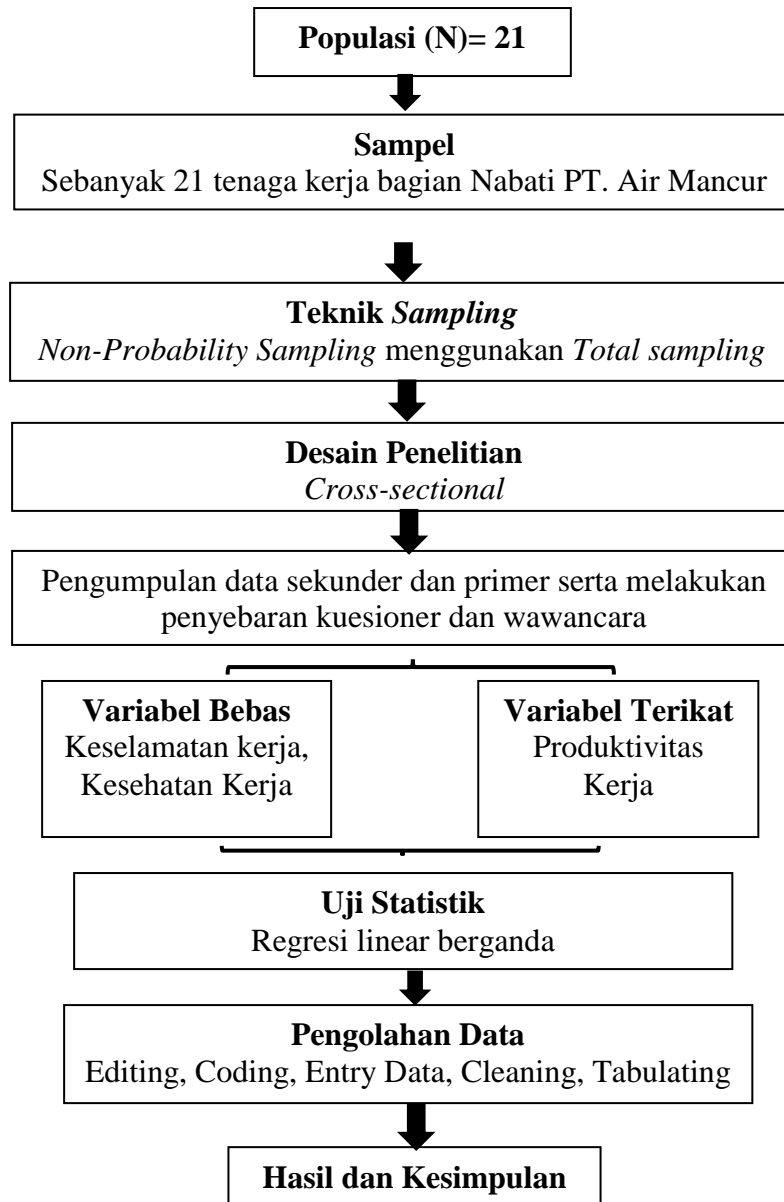 Populasi (N)= 21
Sampel
Sebanyak 21 tenaga kerja bagian Nabati PT. Air Mancur
Teknik Sampling
Non-Probability Sampling menggunakan Total sampling
Desain Penelitian
Cross-sectional
Pengumpulan data sekunder dan primer serta melakukan
penyebaran kuesioner dan wawancara
Variabel Bebas
Keselamatan kerja,
Kesehatan Kerja
Variabel Terikat
Produktivitas
Kerja
Uji Statistik
Regresi linear berganda
Pengolahan Data
Editing, Coding, Entry Data, Cleaning, Tabulating
Hasil dan Kesimpulan